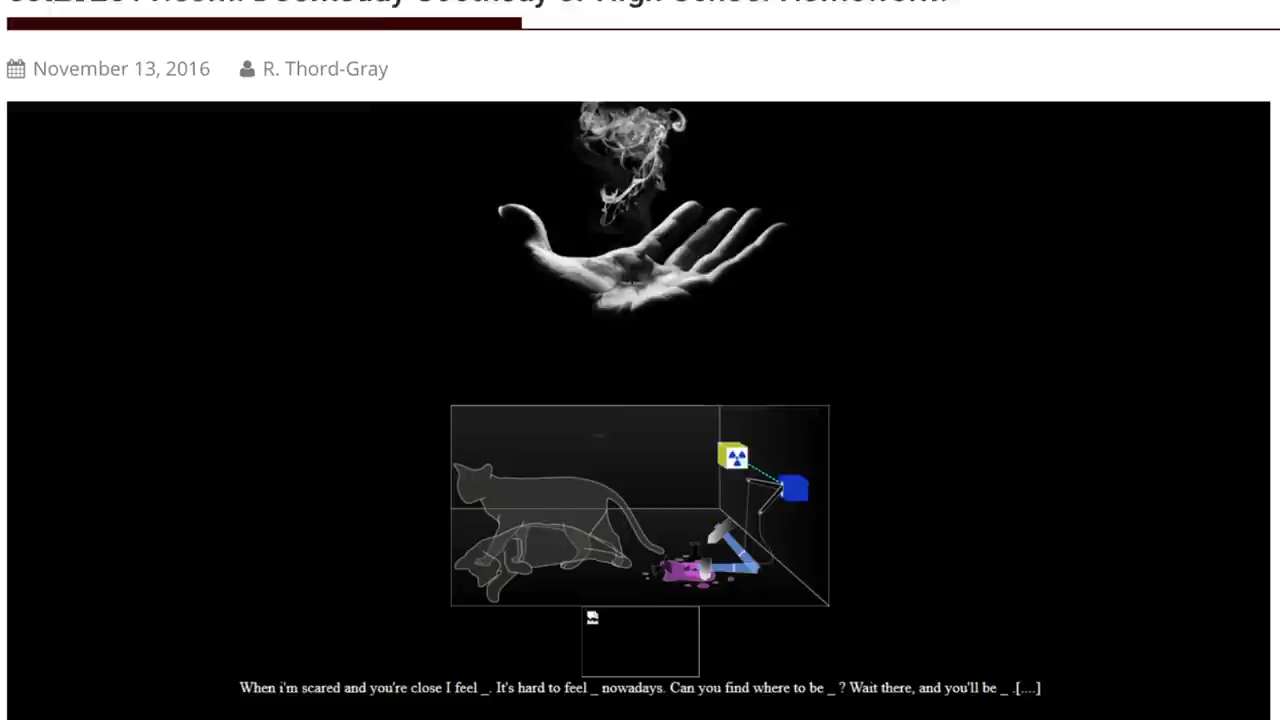 November 13, 2016 R. Thord-Gray
When i'm scared and you're close I feel _. It's hard to feel _ nowadays. Can you find where to be _ ? Wait there, and you'll be _ .[....]